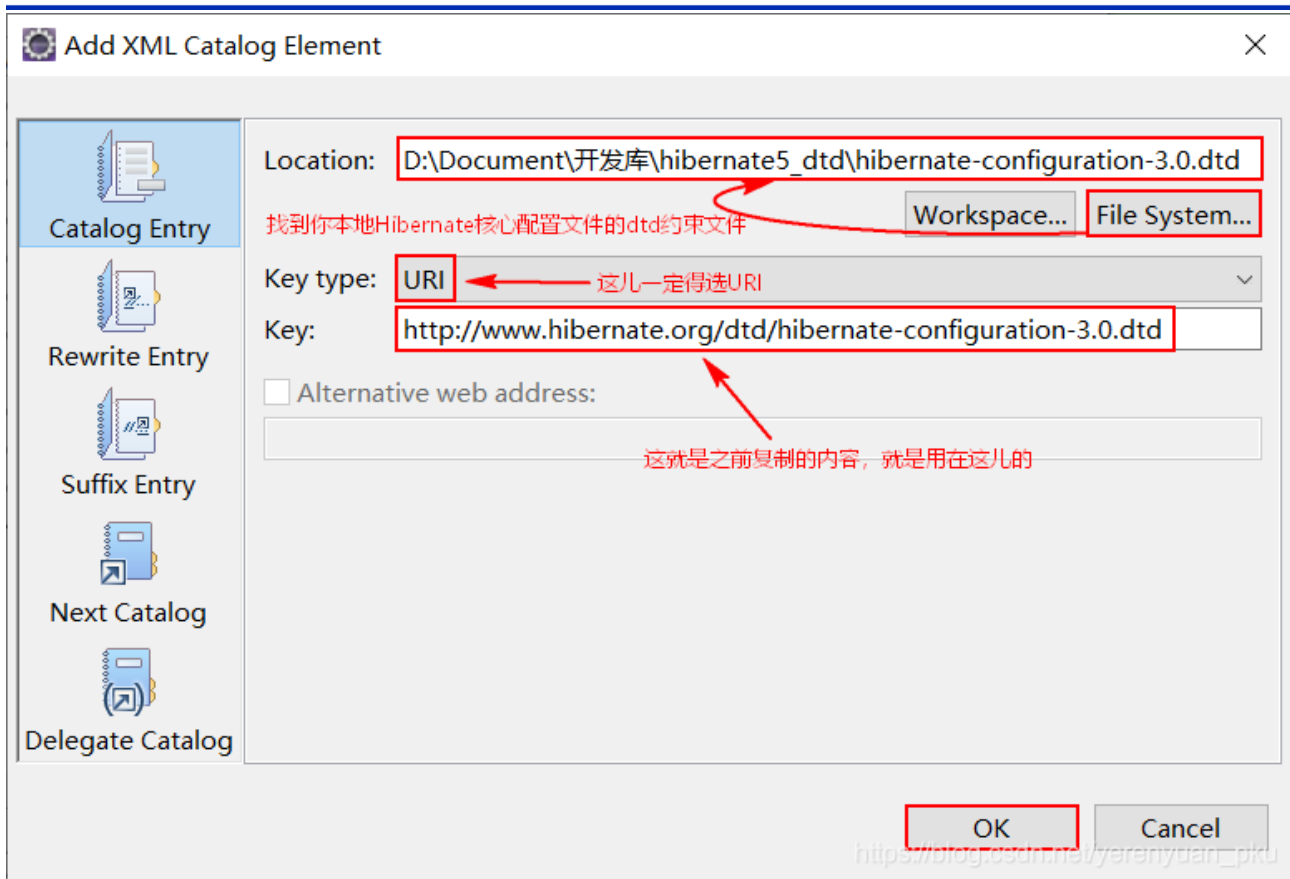 Add XML Catalog Element
Catalog Entry
Rewrite Entry
Suffix Entry
Next Catalog
Delegate Catalog
Location: D:\Document\开发库\hibernate5_dtd\hibernate-configuration-3.0.dtd
找到你本地Hibernate核心配置文件的dtd约束文件 Workspace... File System...
Key type: URI 这儿一定得选URI
Key: http://www.hibernate.org/dtd/hibernate-configuration-3.0.dtd
Alternative web address:
这就是之前复制的内容，就是用在这儿的
OK Cancel
https://blog.csdn.net/yerenyuan_pku